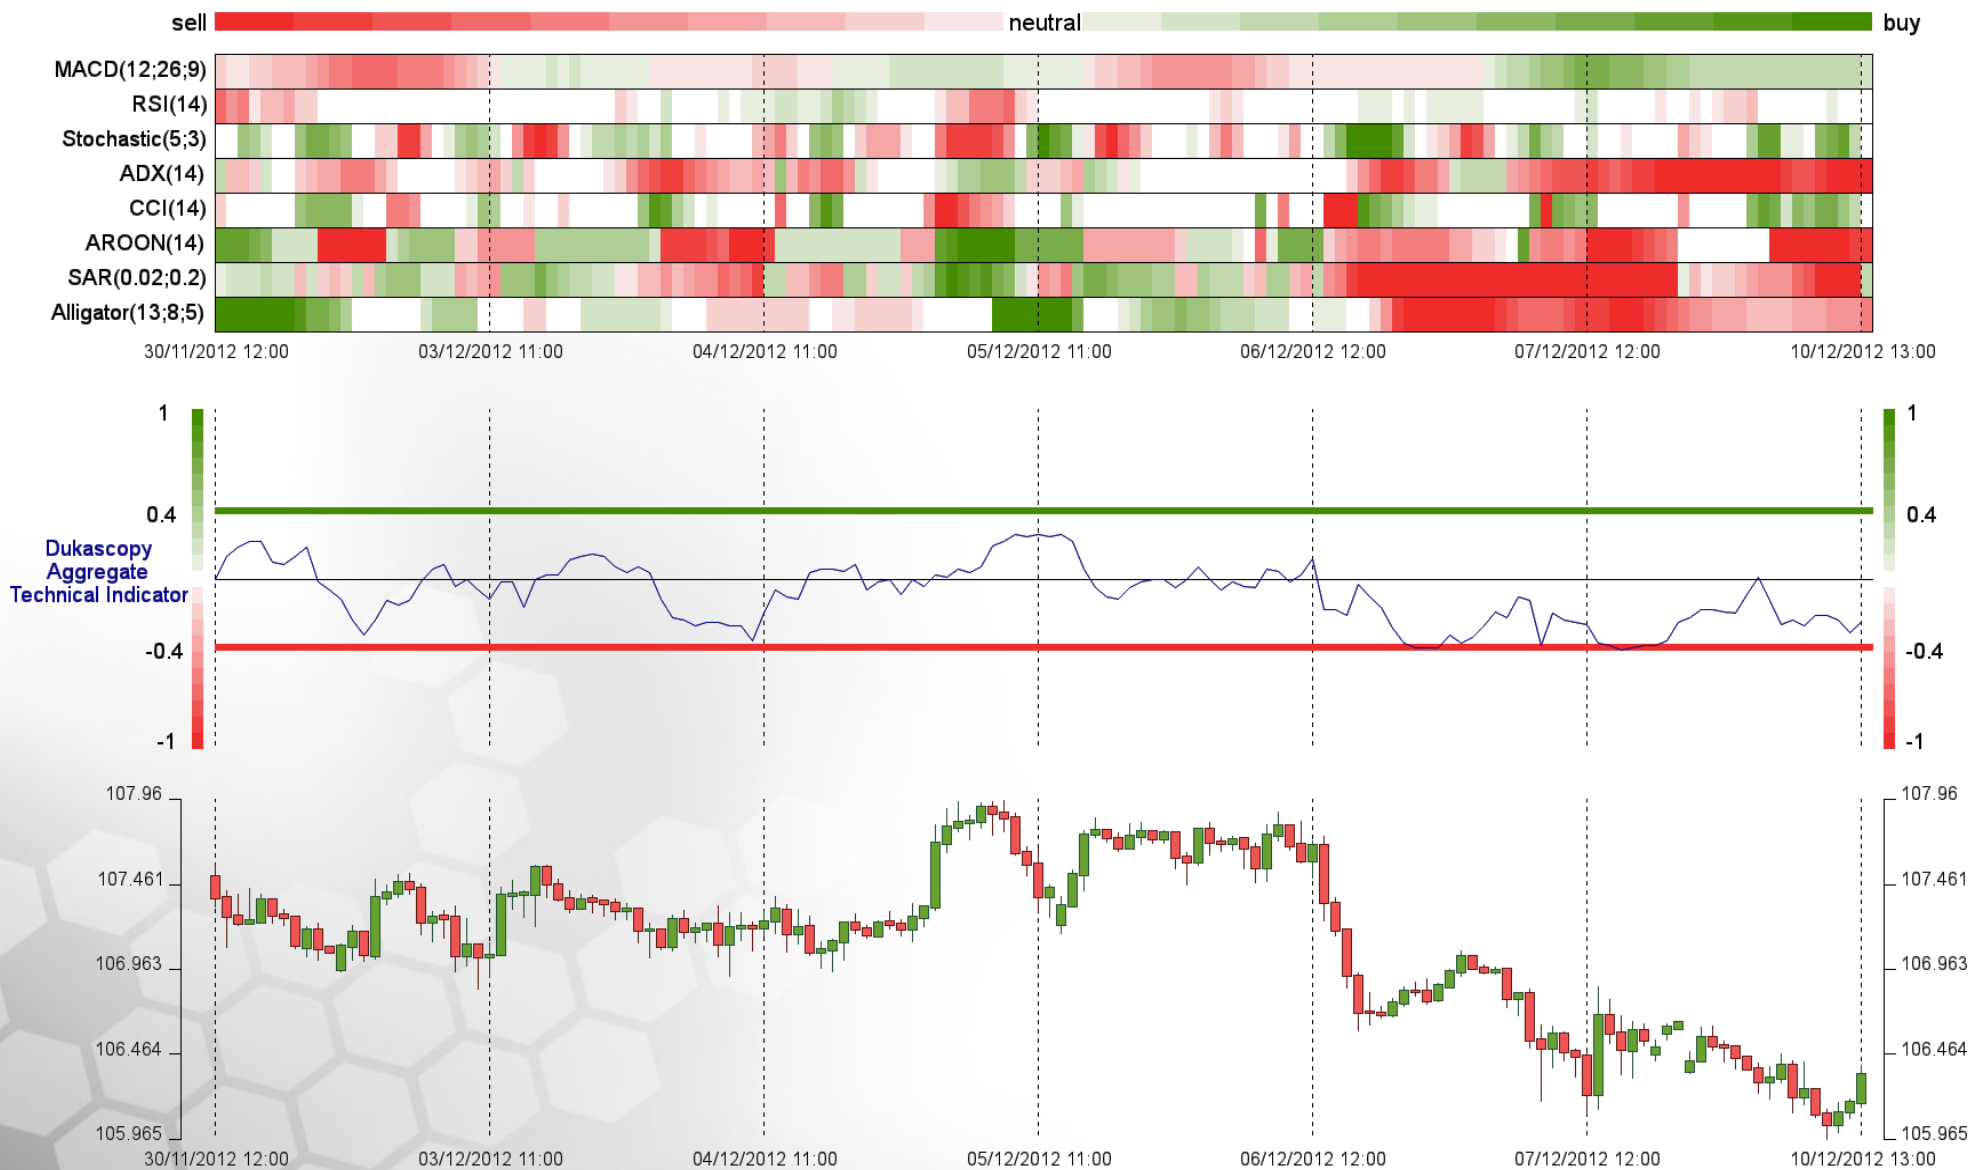 sell neutral buy
MACD(12;26;9)
RSI(14)
Stochastic(5;3)
ADX(14)
CCI(14)
AROON(14)
SAR(0.02;0.2)
Alligator(13;8;5)
30/11/2012 12:00 03/12/2012 11:00 04/12/2012 11:00 05/12/2012 11:00 06/12/2012 12:00 07/12/2012 12:00 10/12/2012 13:00
1 1
0.4 0.4
Dukascopy
Aggregate
Technical Indicator
-0.4 -0.4
-1 -1
107.96 107.96
107.461 107.461
106.963 106.963
106.464 106.464
105.965 105.965
30/11/2012 12:00 03/12/2012 11:00 04/12/2012 11:00 05/12/2012 11:00 06/12/2012 12:00 07/12/2012 12:00 10/12/2012 13:00